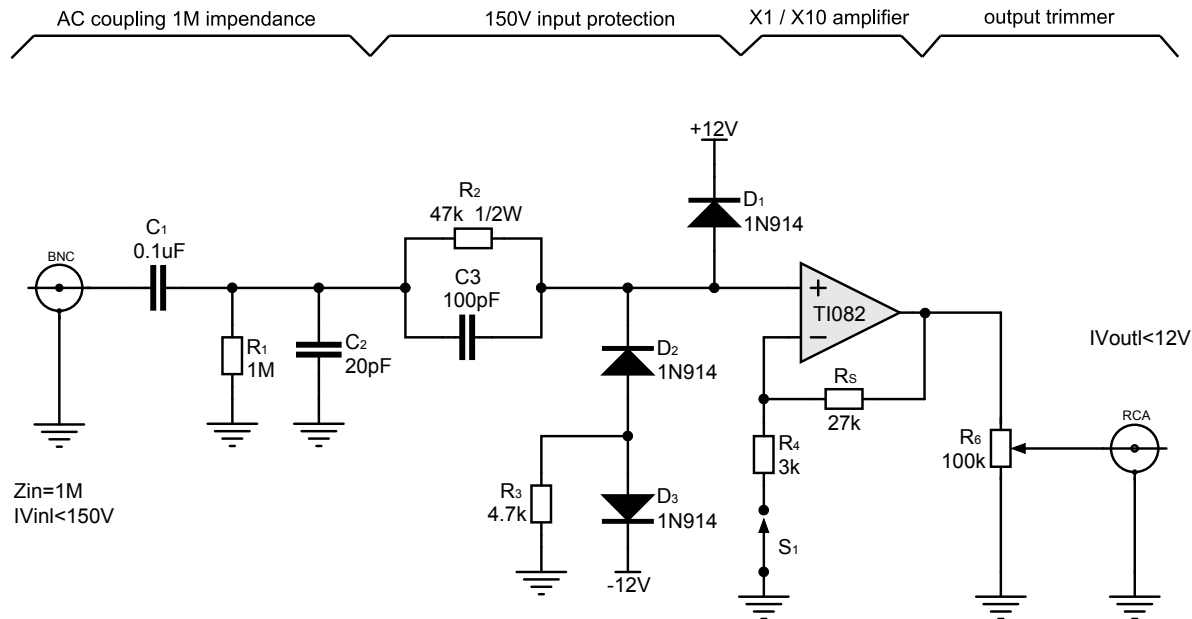 AC coupling 1M impendance
150V input protection
X1 / X10 amplifier
output trimmer
+12V
R2
47k 1/2W
D1
1N914
C1
0.1uF
BNC
C3
100pF
TI082
R1
1M
C2
20pF
D2
1N914
IVoutI<12V
RS
27k
RCA
R4
3k
R6
100k
Zin=1M
IVinI<150V
R3
4.7k
D3
1N914
S1
-12V